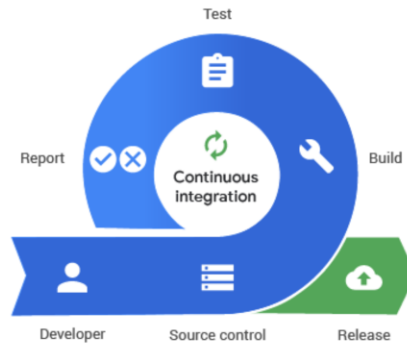 Test
Report
Continuous
integration
Build
Developer
Source control
Release